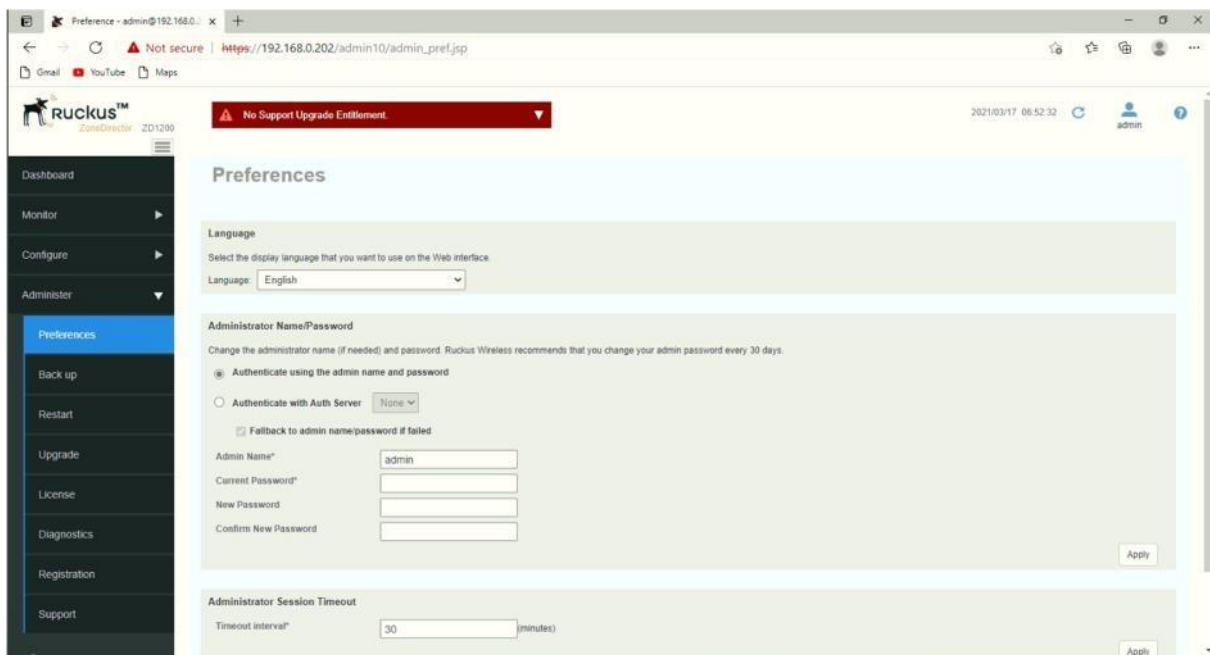 Preference - admin@192.168.0.
Not secure | https://192.168.0.202/admin10/admin_pref.jsp
Gmail YouTube Maps
RUCKUS™
ZoneDirector ZD1200
No Support Upgrade Entitlement.
2021/03/17 06:52:32
admin
Dashboard
Monitor
Configure
Administer
Preferences
Back up
Restart
Upgrade
License
Diagnostics
Registration
Support
Preferences
Language
Select the display language that you want to use on the Web interface.
Language: English
Administrator Name/Password
Change the administrator name (if needed) and password. Ruckus Wireless recommends that you change your admin password every 30 days.
Authenticate using the admin name and password
Authenticate with Auth Server None
Fallback to admin name/password if failed
Admin Name* admin
Current Password*
New Password
Confirm New Password
Apply
Administrator Session Timeout
Timeout interval* 30 (minutes)
Apply